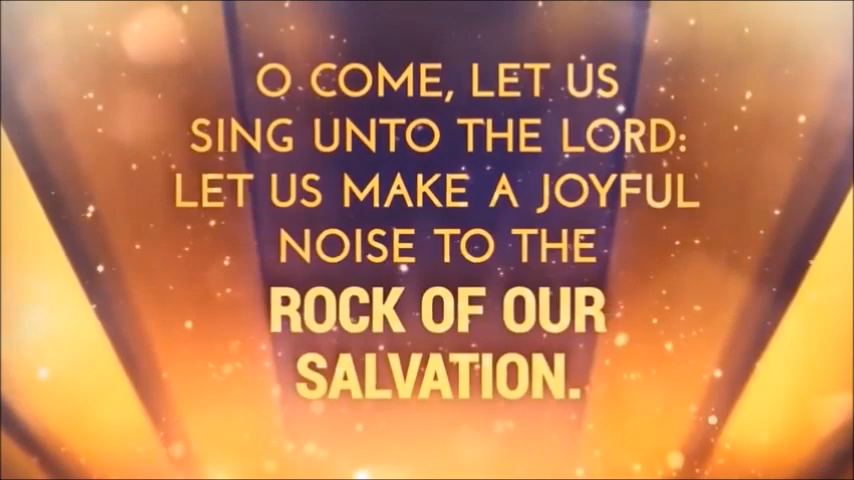 O COME, LET US
SING UNTO THE LORD:
LET US MAKE A JOYFUL
NOISE TO THE
ROCK OF OUR
SALVATION.